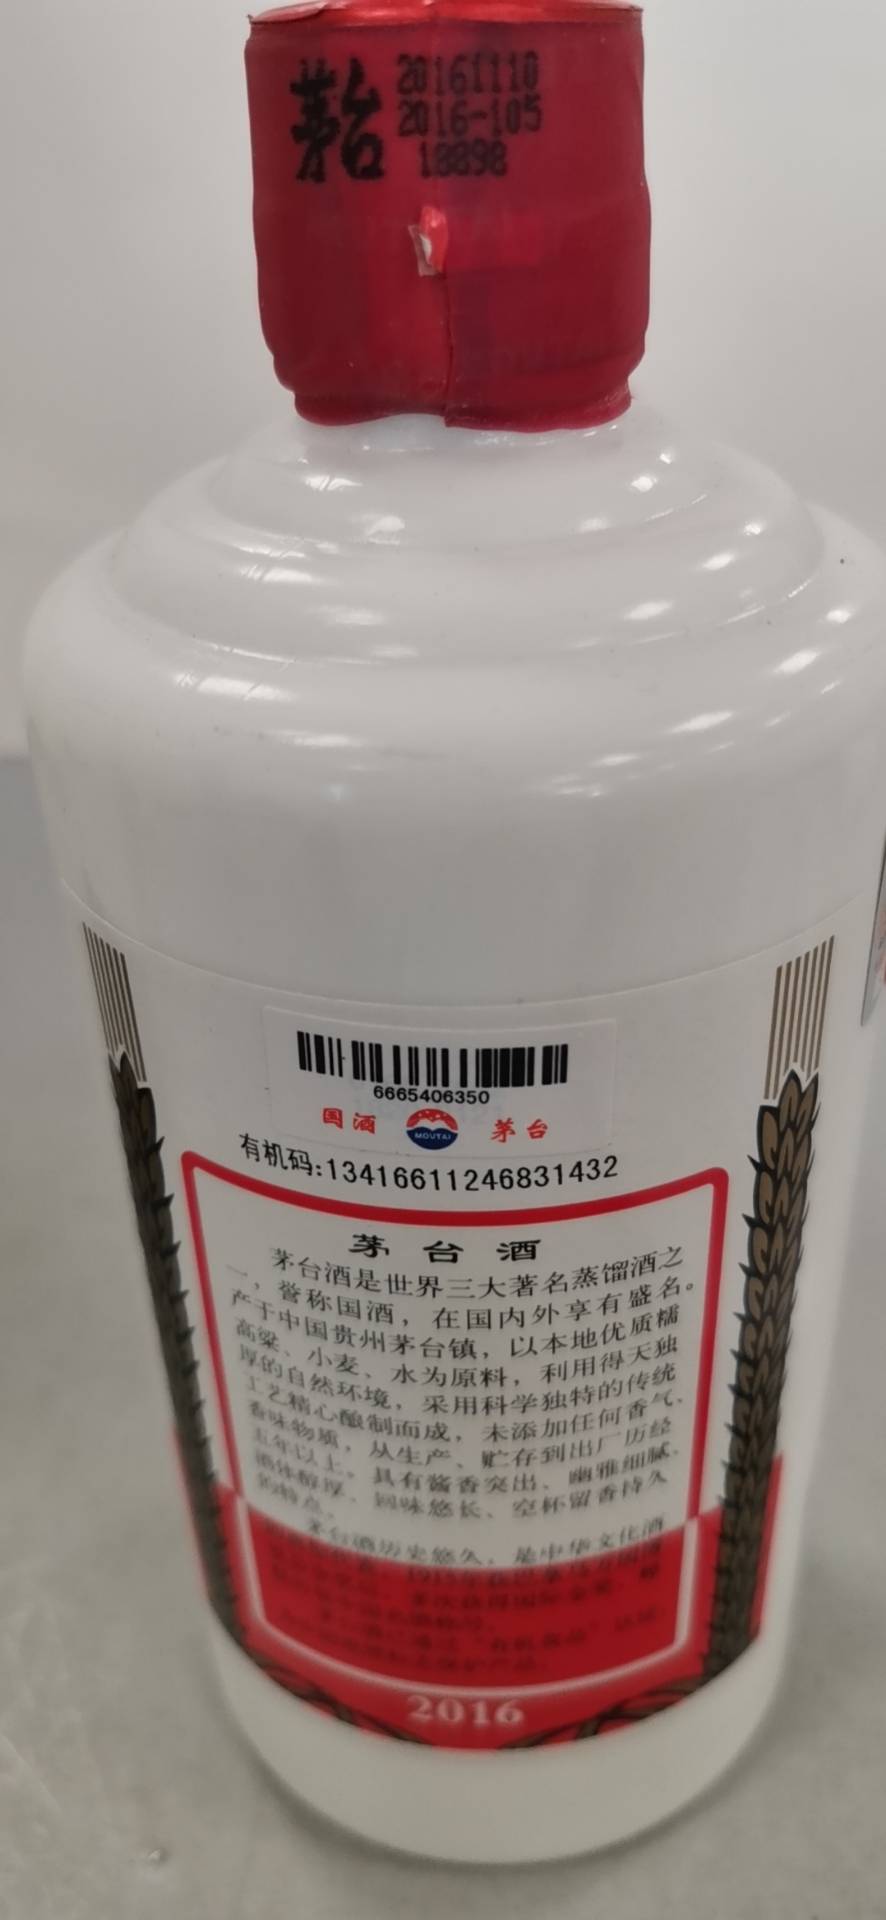 茅台
20161110
2016-105
18898
6665406350
国酒 MOUTAI 茅台
有机码:13416611246831432
茅台酒
茅台酒是世界三大著名蒸馏酒之
一，誉称国酒，在国内外享有盛名。
产于中国贵州茅台镇，以本地优质糯
高粱、小麦、水为原料，利用得天独
厚的自然环境，采用科学独特的传统
工艺精心酿制而成，未添加任何香气、
香味物质，从生产、贮存到出厂历经
五年以上。具有酱香突出、幽雅细腻、
酒体醇厚、回味悠长、空杯留香持久
的特点。
茅台酒历史悠久，是中华文化酒
2016